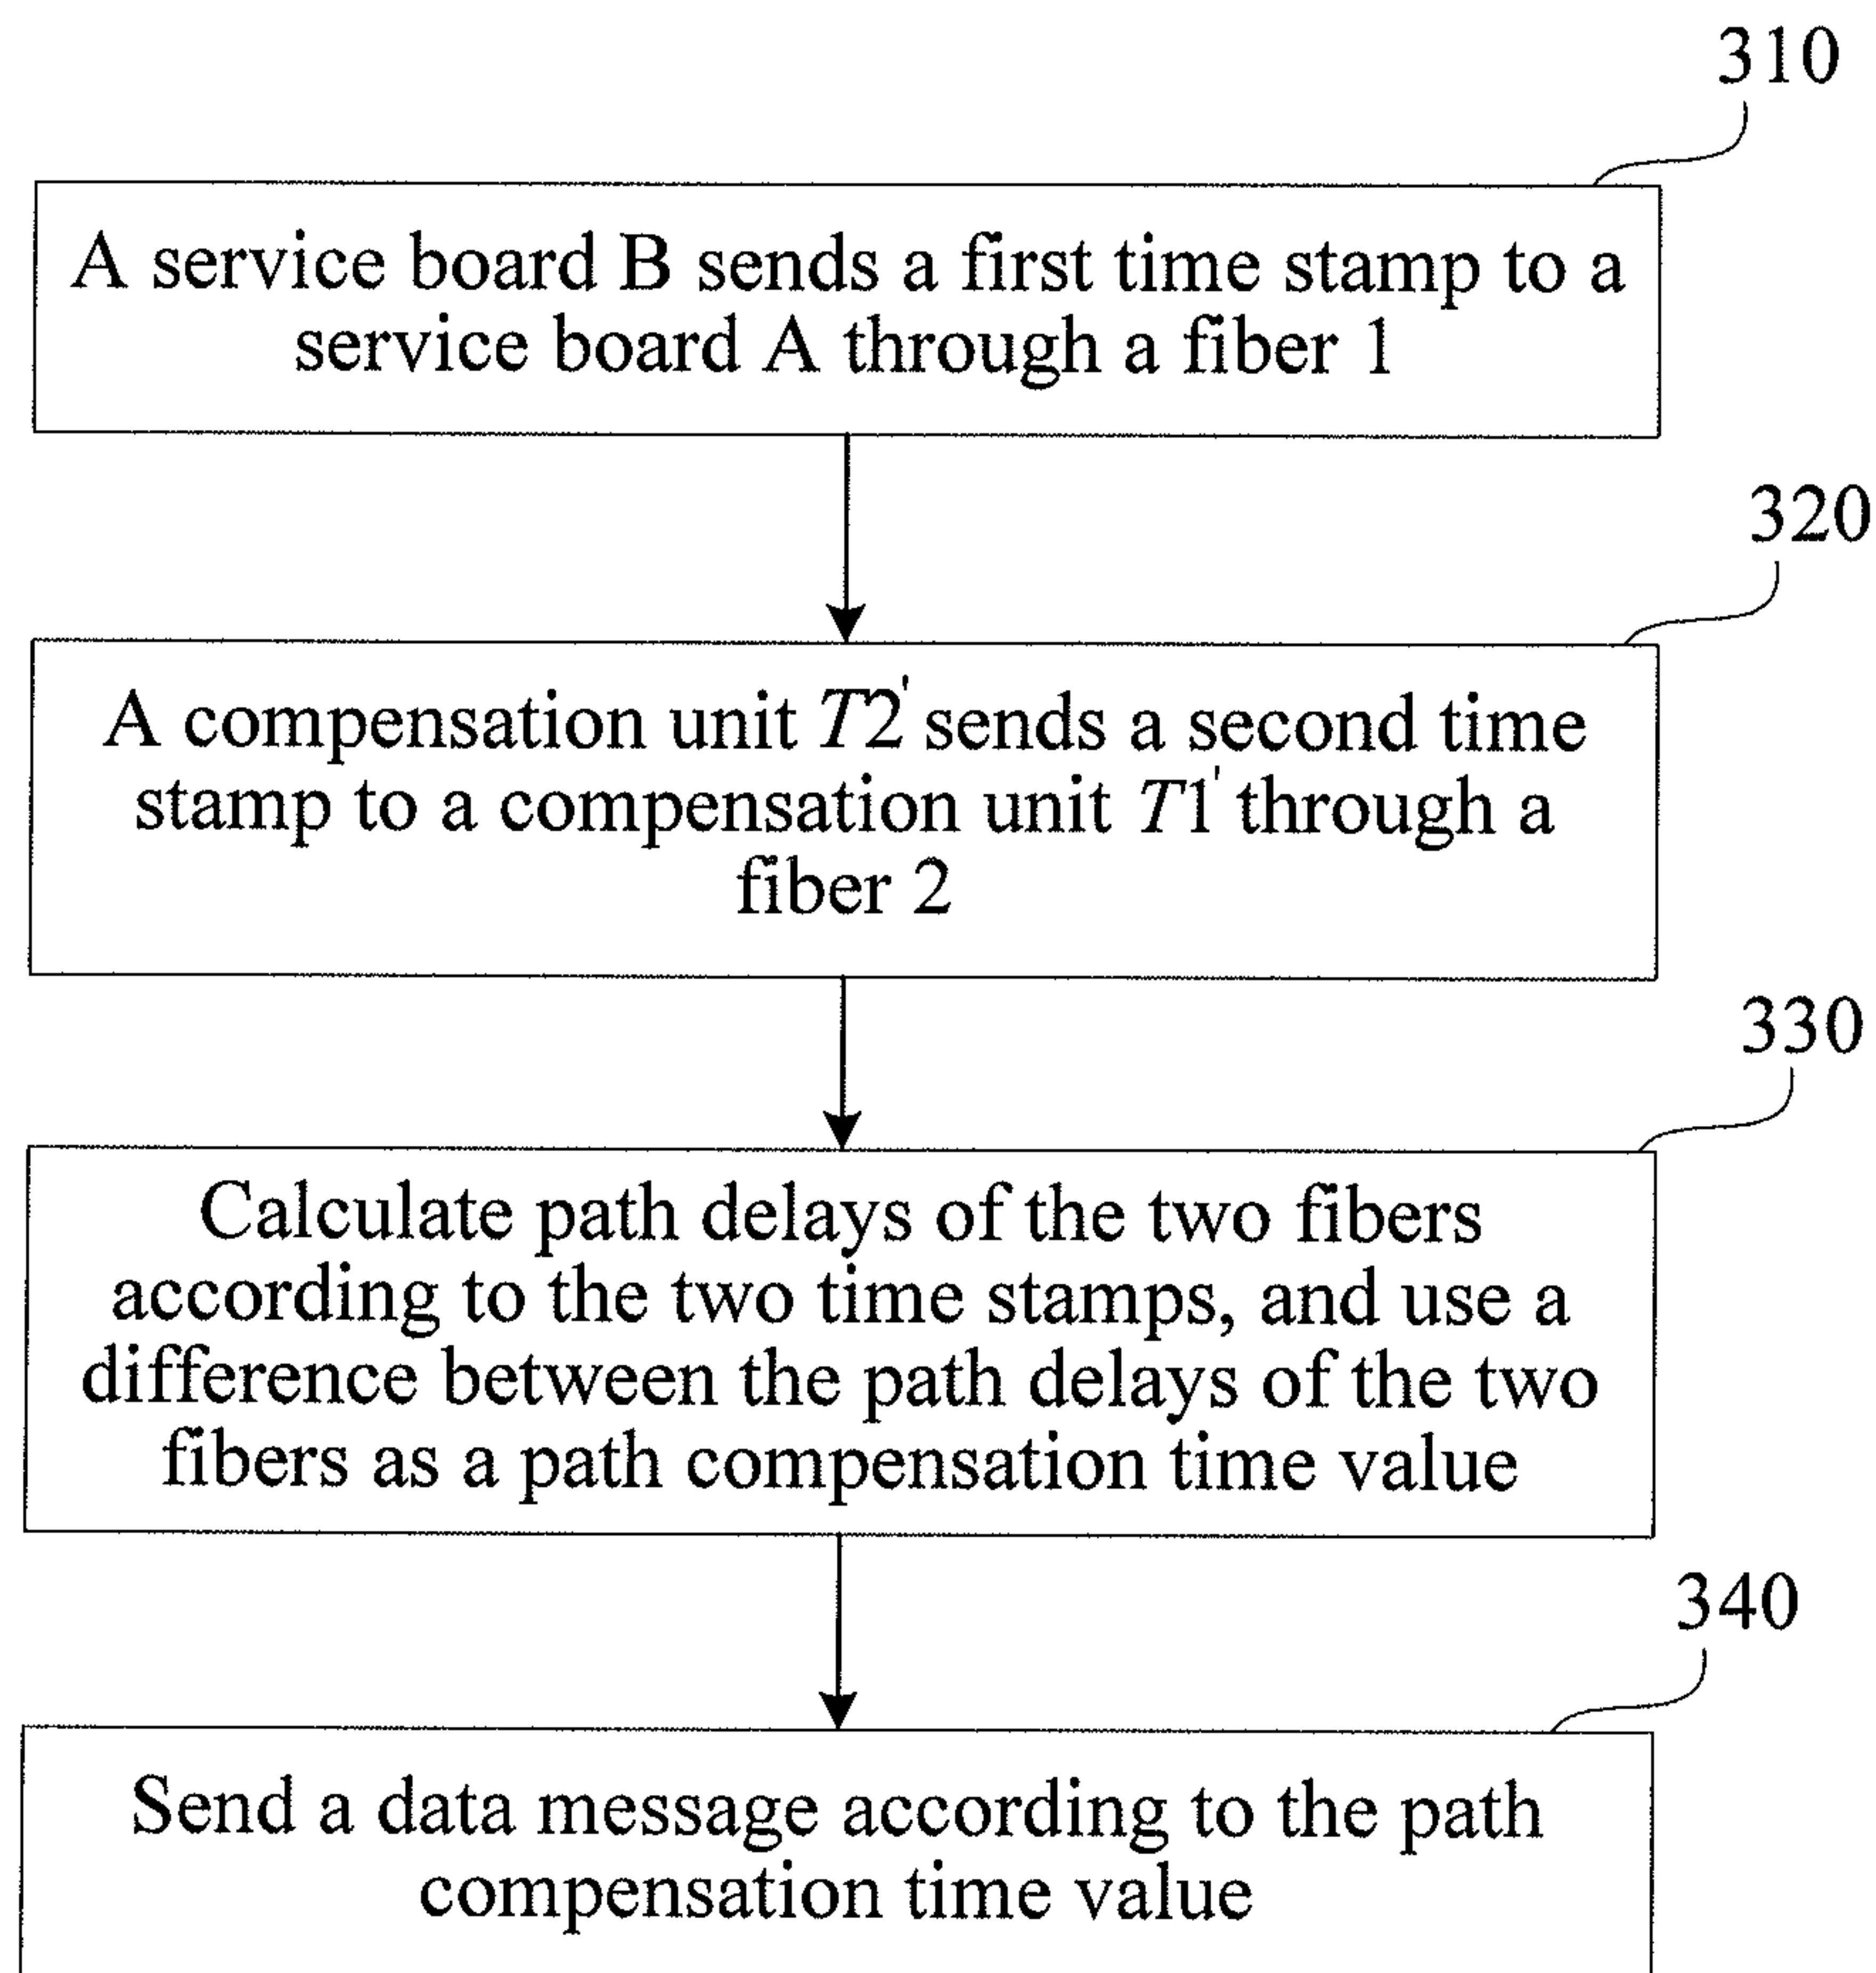 310
A service board B sends a first time stamp to a
service board A through a fiber 1
320
A compensation unit T2' sends a second time
stamp to a compensation unit T1' through a
fiber 2
330
Calculate path delays of the two fibers
according to the two time stamps, and use a
difference between the path delays of the two
fibers as a path compensation time value
340
Send a data message according to the path
compensation time value